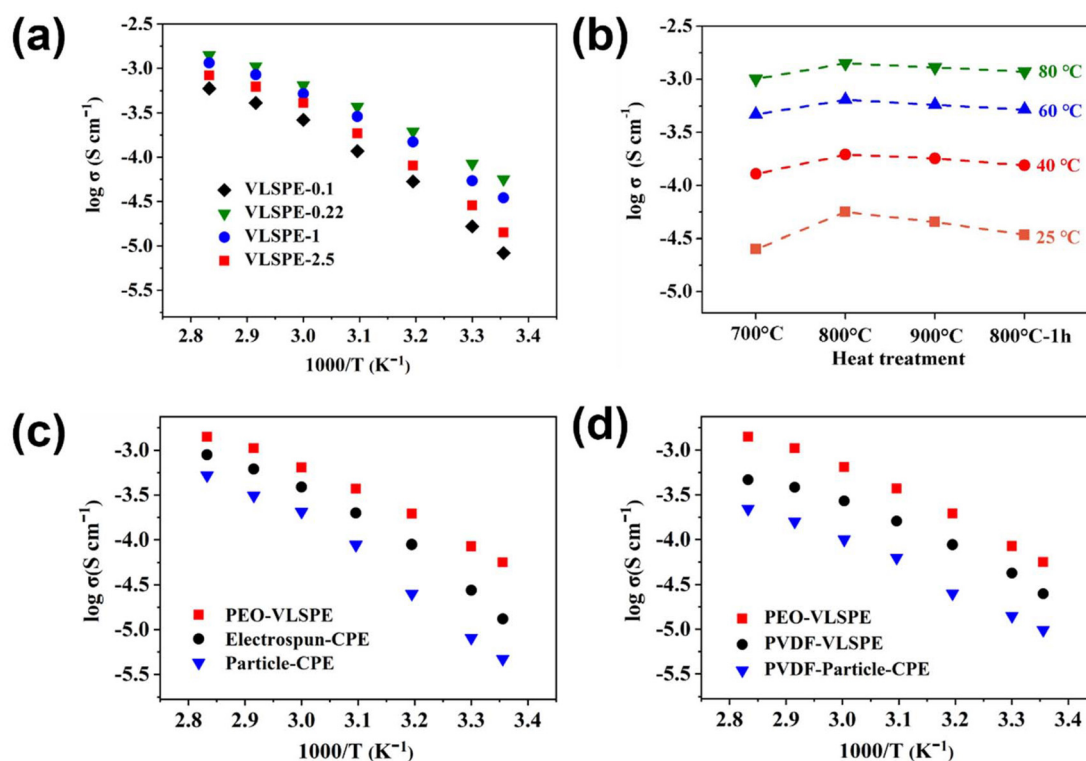 (a)
-2.5
-3.0
-3.5
-4.0
-4.5
-5.0
-5.5
log σ (S cm⁻¹)
VLSPE-0.1
VLSPE-0.22
VLSPE-1
VLSPE-2.5
2.8 2.9 3.0 3.1 3.2 3.3 3.4
1000/T (K⁻¹)
(b)
-2.5
-3.0
-3.5
-4.0
-4.5
-5.0
log σ (S cm⁻¹)
80 °C
60 °C
40 °C
25 °C
700°C 800°C 900°C 800°C-1h
Heat treatment
(c)
-3.0
-3.5
-4.0
-4.5
-5.0
-5.5
log σ(S cm⁻¹)
PEO-VLSPE
Electrospun-CPE
Particle-CPE
2.8 2.9 3.0 3.1 3.2 3.3 3.4
1000/T (K⁻¹)
(d)
-3.0
-3.5
-4.0
-4.5
-5.0
-5.5
log σ(S cm⁻¹)
PEO-VLSPE
PVDF-VLSPE
PVDF-Particle-CPE
2.8 2.9 3.0 3.1 3.2 3.3 3.4
1000/T (K⁻¹)